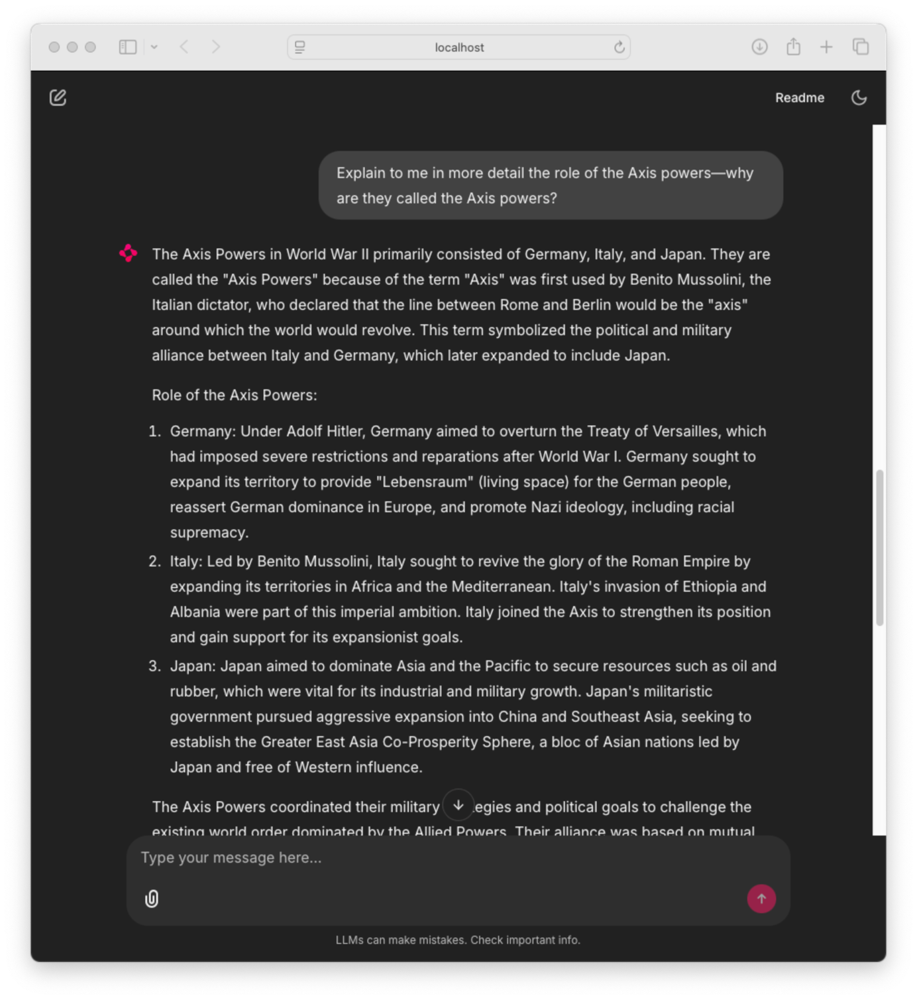 localhost
Readme
Explain to me in more detail the role of the Axis powers—why
are they called the Axis powers?
The Axis Powers in World War II primarily consisted of Germany, Italy, and Japan. They are
called the "Axis Powers" because of the term "Axis" was first used by Benito Mussolini, the
Italian dictator, who declared that the line between Rome and Berlin would be the "axis"
around which the world would revolve. This term symbolized the political and military
alliance between Italy and Germany, which later expanded to include Japan.
Role of the Axis Powers:
1. Germany: Under Adolf Hitler, Germany aimed to overturn the Treaty of Versailles, which
had imposed severe restrictions and reparations after World War I. Germany sought to
expand its territory to provide "Lebensraum" (living space) for the German people,
reassert German dominance in Europe, and promote Nazi ideology, including racial
supremacy.
2. Italy: Led by Benito Mussolini, Italy sought to revive the glory of the Roman Empire by
expanding its territories in Africa and the Mediterranean. Italy's invasion of Ethiopia and
Albania were part of this imperial ambition. Italy joined the Axis to strengthen its position
and gain support for its expansionist goals.
3. Japan: Japan aimed to dominate Asia and the Pacific to secure resources such as oil and
rubber, which were vital for its industrial and military growth. Japan's militaristic
government pursued aggressive expansion into China and Southeast Asia, seeking to
establish the Greater East Asia Co-Prosperity Sphere, a bloc of Asian nations led by
Japan and free of Western influence.
The Axis Powers coordinated their military egies and political goals to challenge the
existing world order dominated by the Allied Powers. Their alliance was based on mutual
Type your message here...
LLMs can make mistakes. Check important info.